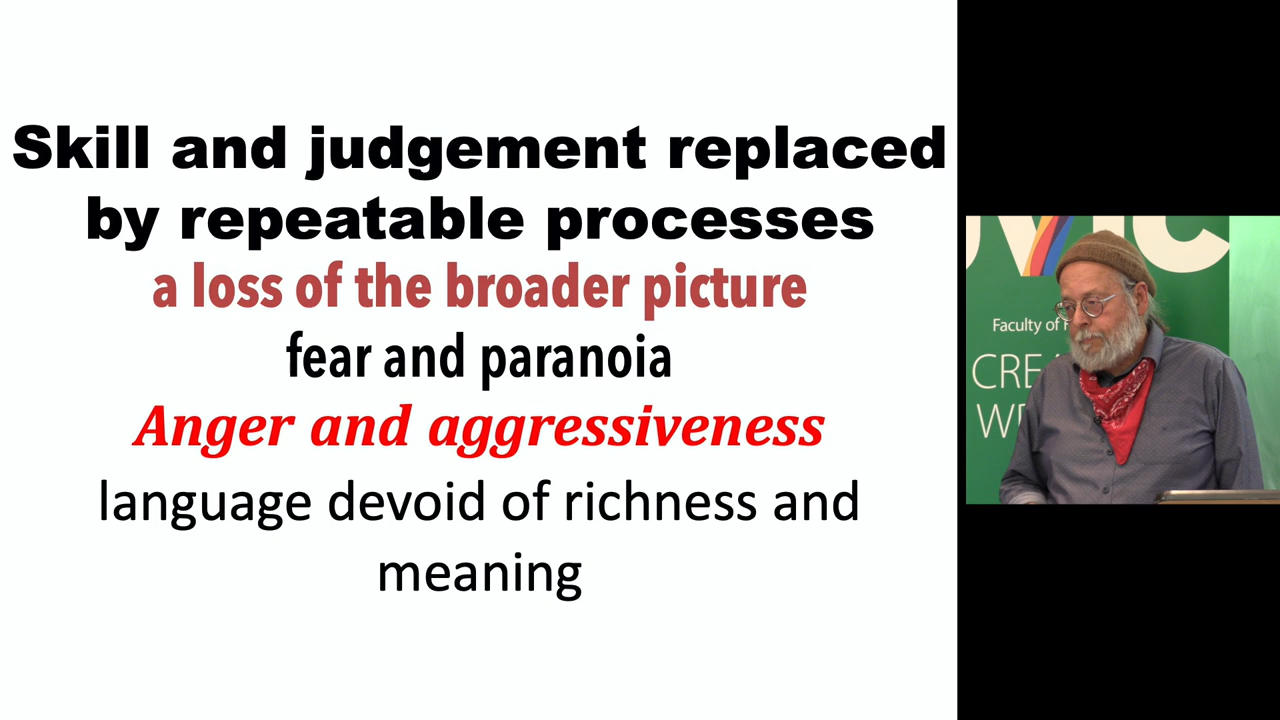 Skill and judgement replaced
by repeatable processes
a loss of the broader picture
fear and paranoia
Anger and aggressiveness
language devoid of richness and
meaning
Faculty of